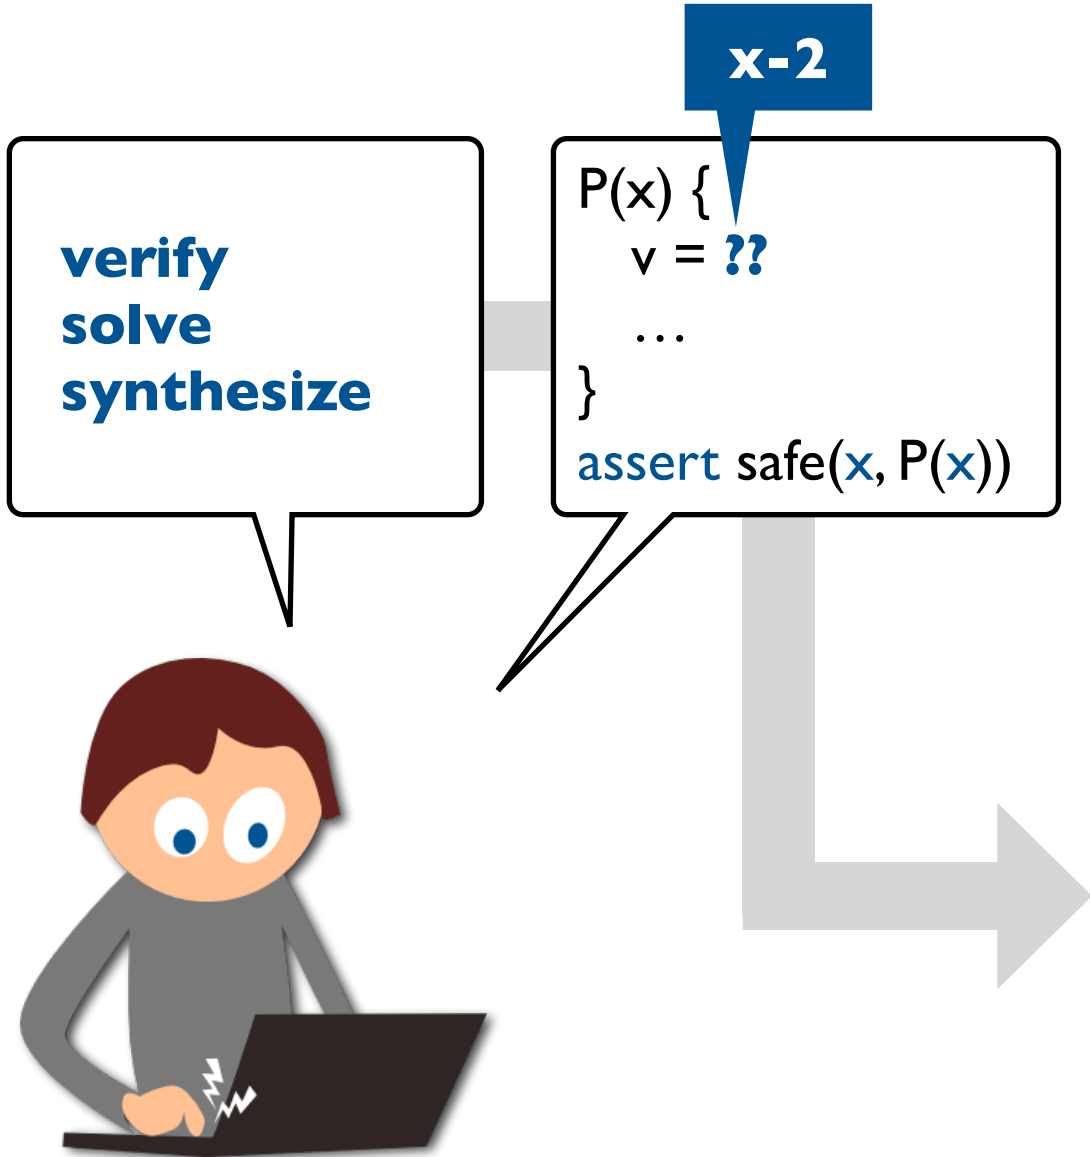 x-2
verify
solve
synthesize
P(x) {
v = ??
…
}
assert safe(x, P(x))